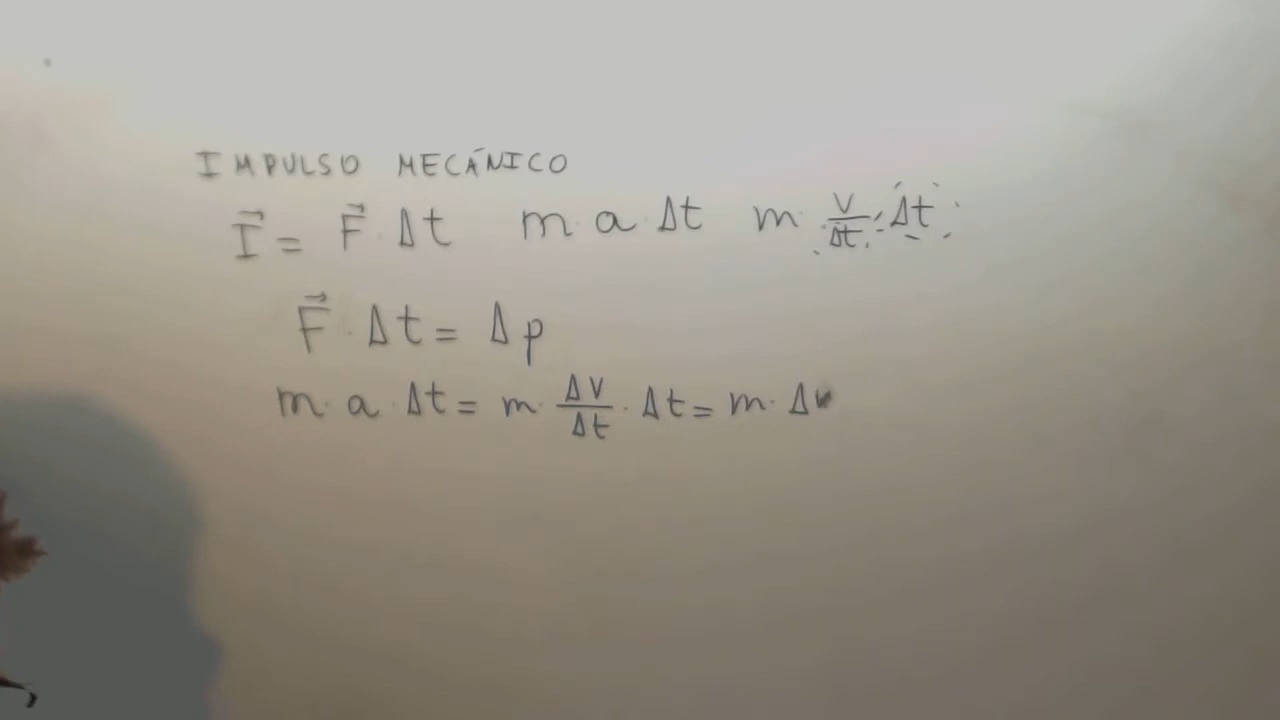 IMPULSO MECÁNICO
I⃗ = F⃗ · Δt m · a Δt m · v/Δt · Δt
F⃗ · Δt = Δp
m · a · Δt = m · Δv/Δt · Δt = m · Δv